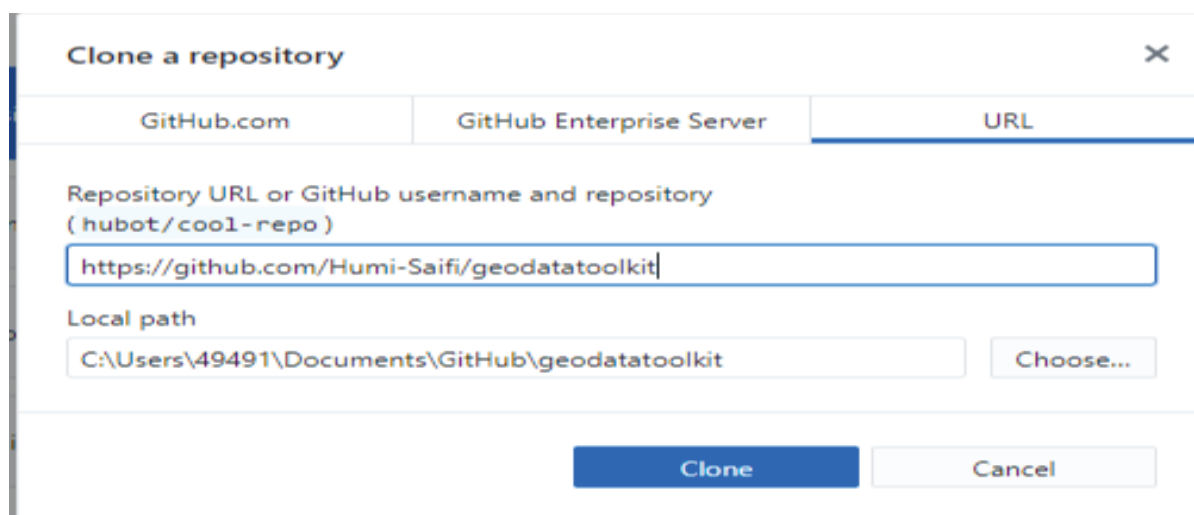 Clone a repository
GitHub.com GitHub Enterprise Server URL
Repository URL or GitHub username and repository
(hubot/cool-repo)
https://github.com/Humi-Saifi/geodatatoolkit
Local path
C:\Users\49491\Documents\GitHub\geodatatoolkit Choose...
Clone Cancel